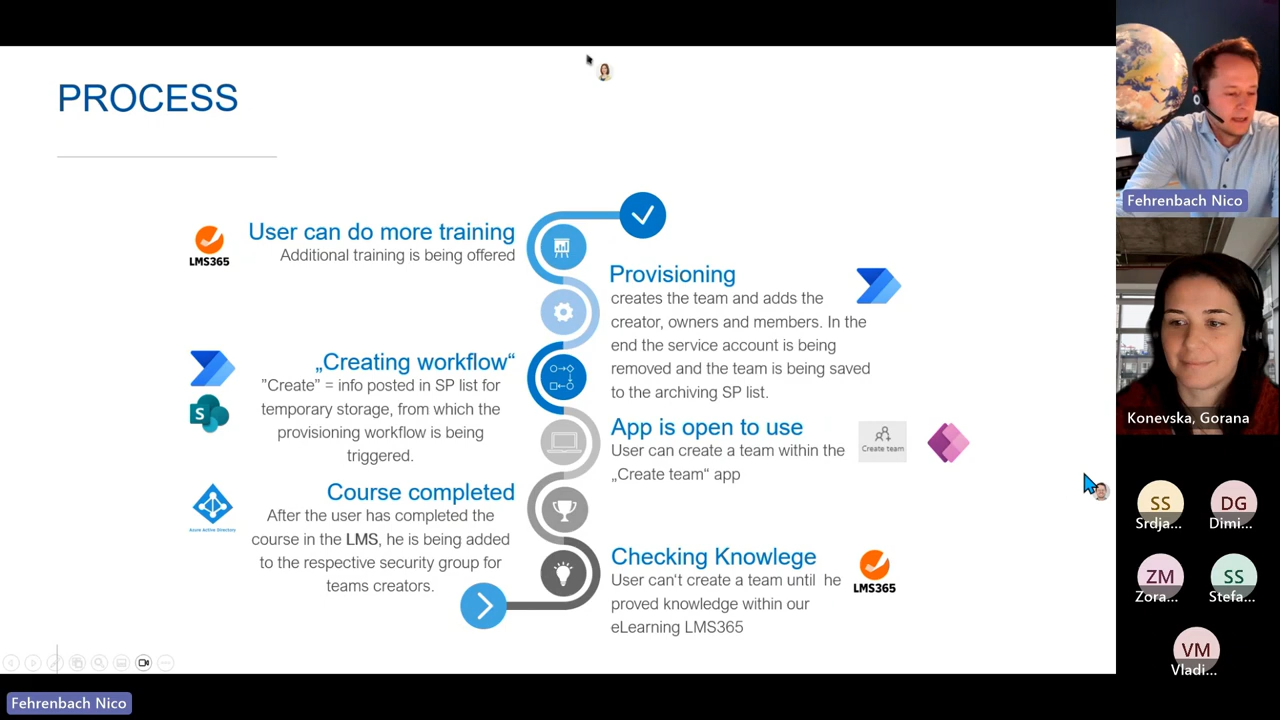 PROCESS
User can do more training
Additional training is being offered
LMS365
Provisioning
creates the team and adds the
creator, owners and members. In the
end the service account is being
removed and the team is being saved
to the archiving SP list.
„Creating workflow“
”Create” = info posted in SP list for
temporary storage, from which the
provisioning workflow is being
triggered.
S
App is open to use
User can create a team within the
„Create team“ app
Create team
Course completed
After the user has completed the
course in the LMS, he is being added
to the respective security group for
teams creators.
Azure Active Directory
Checking Knowlege
User can't create a team until he
proved knowledge within our
eLearning LMS365
LMS365
Fehrenbach Nico
Fehrenbach Nico
Konevska, Gorana
SS
Srdja...
DG
Dimi...
ZM
Zora...
SS
Stefa...
VM
Vladi...